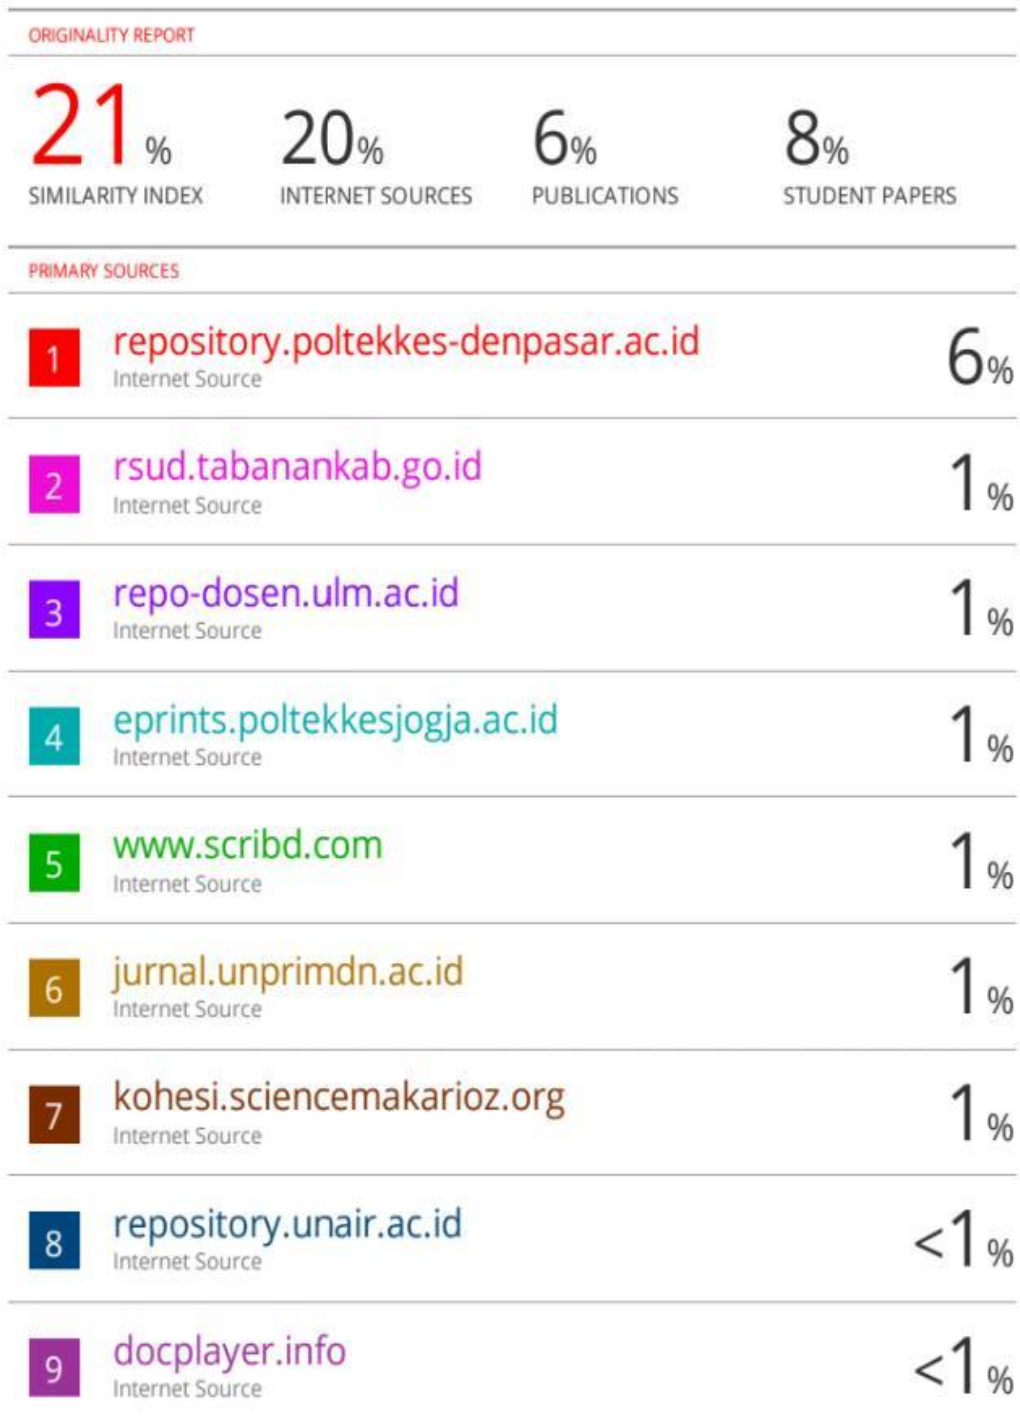 ORIGINALITY REPORT
21% 20% 6% 8%
SIMILARITY INDEX INTERNET SOURCES PUBLICATIONS STUDENT PAPERS
PRIMARY SOURCES
1 repository.poltekkes-denpasar.ac.id 6%
Internet Source
2 rsud.tabanankab.go.id 1%
Internet Source
3 repo-dosen.ulm.ac.id 1%
Internet Source
4 eprints.poltekkesjogja.ac.id 1%
Internet Source
5 www.scribd.com 1%
Internet Source
6 jurnal.unprimdn.ac.id 1%
Internet Source
7 kohesi.sciencemakarioz.org 1%
Internet Source
8 repository.unair.ac.id <1%
Internet Source
9 docplayer.info <1%
Internet Source